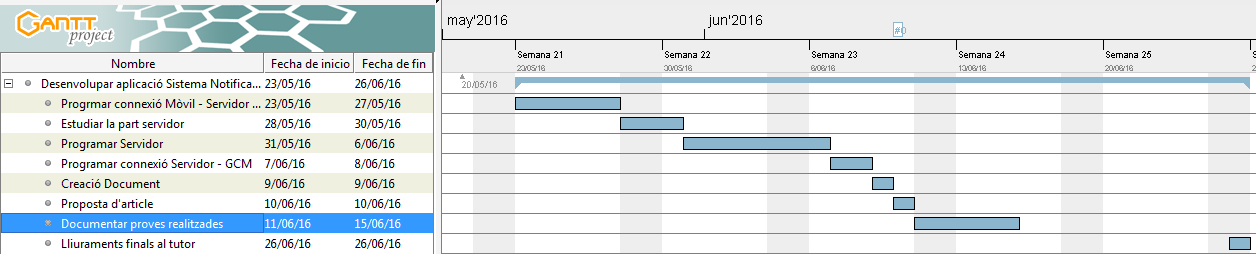 GANTT
project
may'2016
jun'2016
#0
Semana 21
Semana 22
Semana 23
Semana 24
Semana 25
23/05/16
30/05/16
6/06/16
13/06/16
20/06/16
Nombre Fecha de inicio Fecha de fin
20/05/16
Desenvolupar aplicació Sistema Notifica... 23/05/16 26/06/16
Progrmar connexió Mòvil - Servidor ... 23/05/16 27/05/16
Estudiar la part servidor 28/05/16 30/05/16
Programar Servidor 31/05/16 6/06/16
Programar connexió Servidor - GCM 7/06/16 8/06/16
Creació Document 9/06/16 9/06/16
Proposta d'article 10/06/16 10/06/16
Documentar proves realitzades 11/06/16 15/06/16
Lliuraments finals al tutor 26/06/16 26/06/16